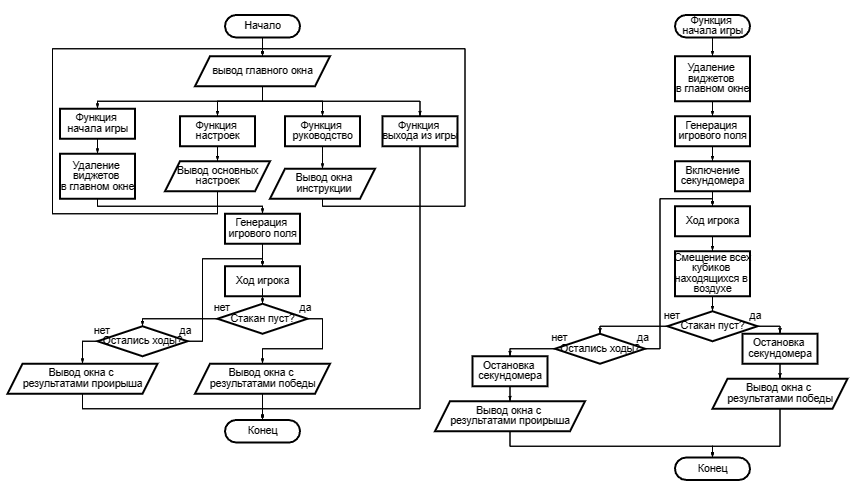 Начало
вывод главного окна
Функция
начала игры
Функция
настроек
Функция
руководство
Функция
выхода из игры
Удаление
виджетов
в главном окне
Вывод основных
настроек
Вывод окна
инструкции
Генерация
игрового поля
Ход игрока
нет
да
Стакан пуст?
нет
да
Остались ходы?
Вывод окна с
результатами проирыша
Вывод окна с
результатами победы
Конец
Функция
начала игры
Удаление
виджетов
в главном окне
Генерация
игрового поля
Включение
секундомера
Ход игрока
Смещение всех
кубиков
находящихся в
воздухе
нет
да
Стакан пуст?
нет
да
Остались ходы?
Остановка
секундомера
Остановка
секундомера
Вывод окна с
результатами победы
Вывод окна с
результатами проирыша
Конец